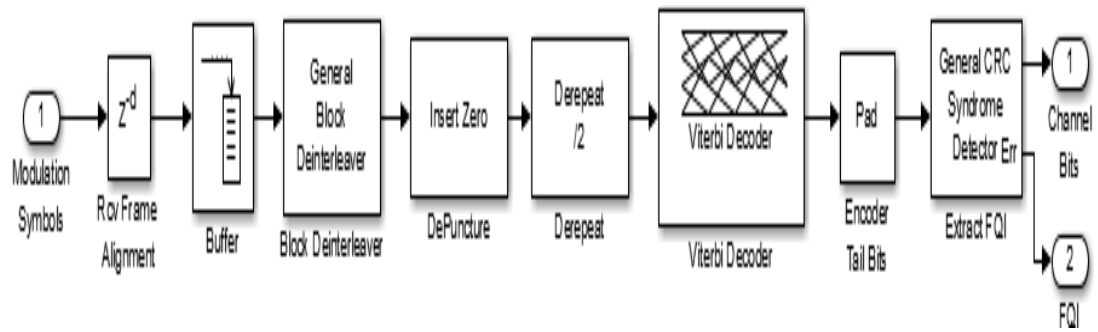 1
Modulation
Symbols
Z-d
Rcv Frame
Alignment
Buffer
General
Block
Deinterleaver
Block Deinterleaver
Insert Zero
DePuncture
Derepeat
/2
Derepeat
Viterbi Decoder
Viterbi Decoder
Pad
Encoder
Tail Bits
General CRC
Syndrome
Detector Err
Extract FQI
1
Channel
Bits
2
FQI